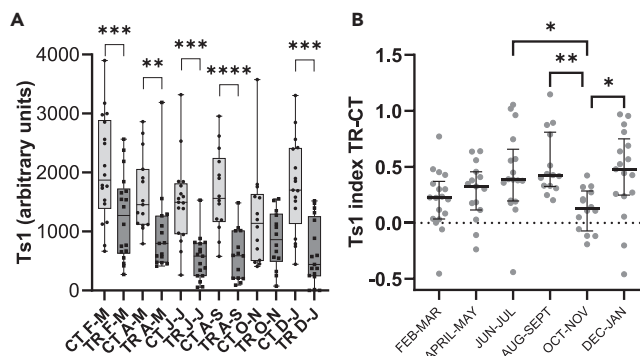 A
Ts1 (arbitrary units)
4000
3000
2000
1000
0
***
**
***
****
***
CT F-M
TR F-M
CT A-M
TR A-M
CT J-J
TR J-J
CT A-S
TR A-S
CT O-N
TR O-N
CT D-J
TR D-J
B
Ts1 index TR-CT
1.5
1.0
0.5
0.0
-0.5
*
**
*
FEB-MAR
APRIL-MAY
JUN-JUL
AUG-SEPT
OCT-NOV
DEC-JAN